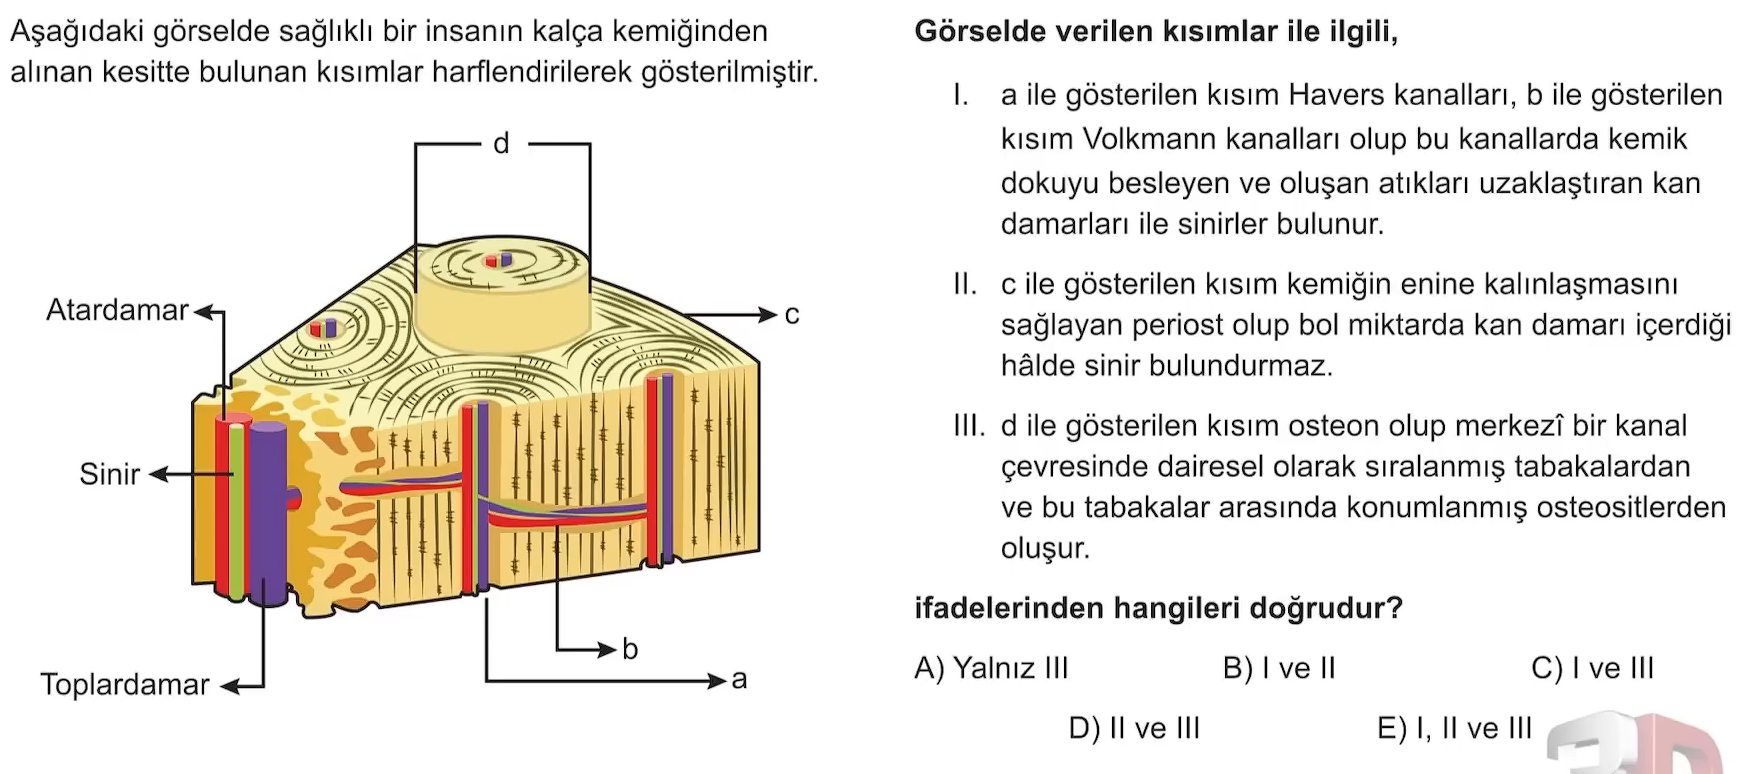 Aşağıdaki görselde sağlıklı bir insanın kalça kemiğinden
alınan kesitte bulunan kısımlar harflendirilerek gösterilmiştir.
d
Atardamar
c
Sinir
b
Toplardamar
a
Görselde verilen kısımlar ile ilgili,
I. a ile gösterilen kısım Havers kanalları, b ile gösterilen
kısım Volkmann kanalları olup bu kanallarda kemik
dokuyu besleyen ve oluşan atıkları uzaklaştıran kan
damarları ile sinirler bulunur.
II. c ile gösterilen kısım kemiğin enine kalınlaşmasını
sağlayan periost olup bol miktarda kan damarı içerdiği
hâlde sinir bulundurmaz.
III. d ile gösterilen kısım osteon olup merkezî bir kanal
çevresinde dairesel olarak sıralanmış tabakalardan
ve bu tabakalar arasında konumlanmış osteositlerden
oluşur.
ifadelerinden hangileri doğrudur?
A) Yalnız III B) I ve II C) I ve III
D) II ve III E) I, II ve III
3D